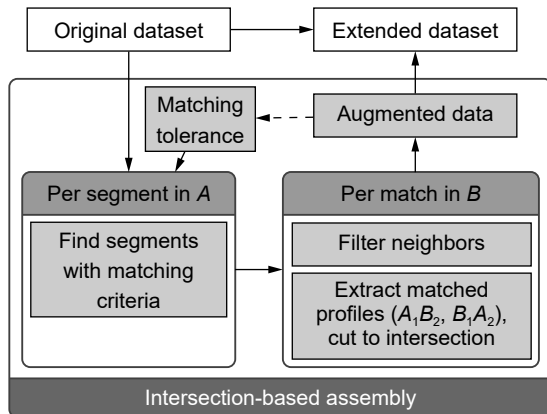 Original dataset
Extended dataset
Matching
tolerance
Augmented data
Per segment in A
Per match in B
Find segments
with matching
criteria
Filter neighbors
Extract matched
profiles (A₁B₂, B₁A₂),
cut to intersection
Intersection-based assembly